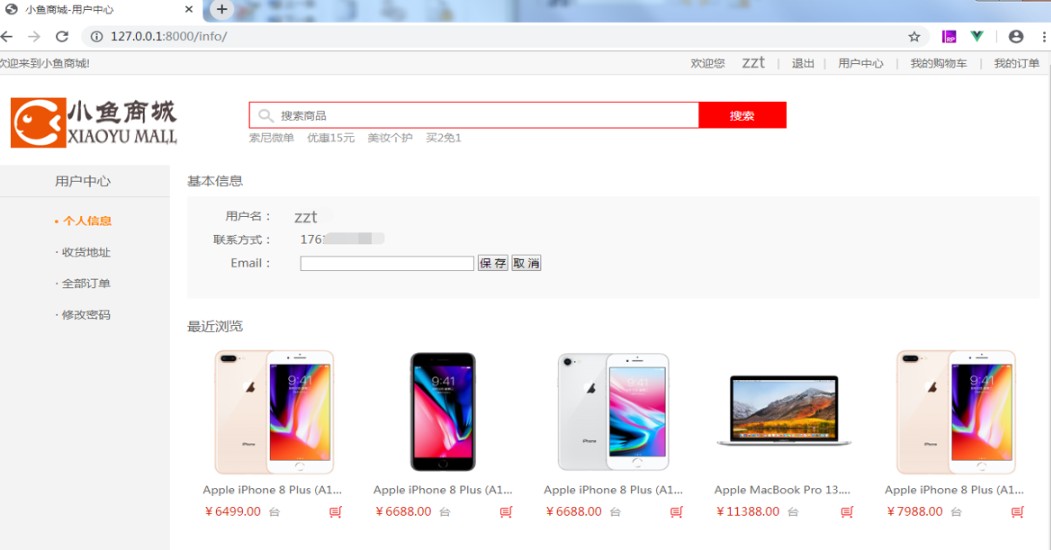 小鱼商城-用户中心
127.0.0.1:8000/info/
欢迎来到小鱼商城!
欢迎您 zzt | 退出 | 用户中心 | 我的购物车 | 我的订单
小鱼商城
XIAOYU MALL
搜索商品 搜索
索尼微单 优惠15元 美妆个护 买2免1
用户中心
· 个人信息
· 收货地址
· 全部订单
· 修改密码
基本信息
用户名： zzt
联系方式： 176
Email： 保存 取消
最近浏览
9:41 9:41 9:41 9:41
iPhone iPhone iPhone
Apple iPhone 8 Plus (A1... Apple iPhone 8 Plus (A1... Apple iPhone 8 Plus (A1... Apple MacBook Pro 13.... Apple iPhone 8 Plus (A1...
￥6499.00 台 ￥6688.00 台 ￥6688.00 台 ￥11388.00 台 ￥7988.00 台